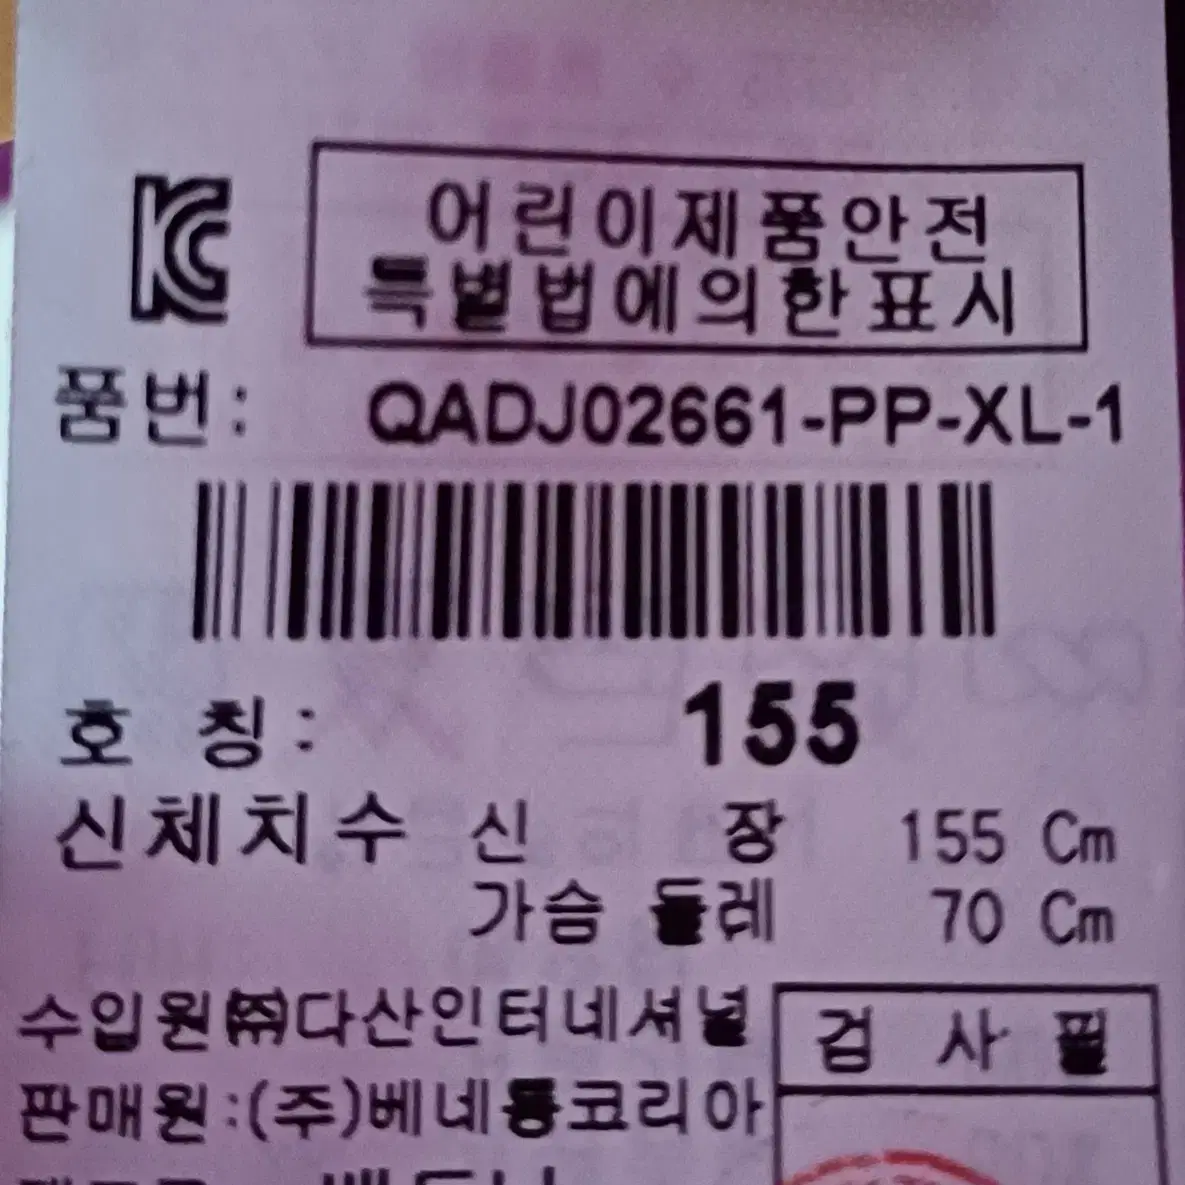 KC
어린이제품안전
특별법에의한표시
품번: QADJ02661-PP-XL-1
호 칭: 155
신체치수 신 장 155 Cm
가슴 둘레 70 Cm
수입원㈜다산인터네셔널
판매원:(주)베네통코리아
검 사 필